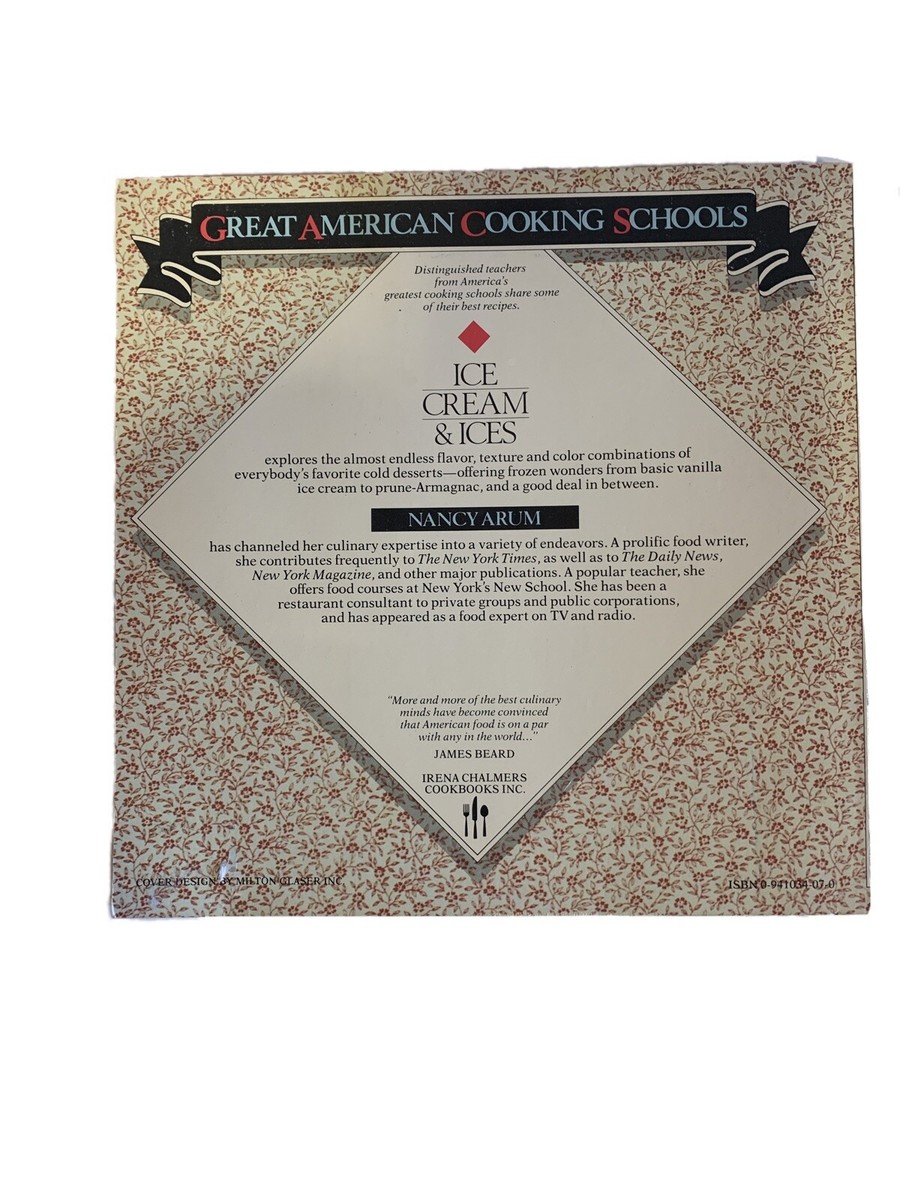 GREAT AMERICAN COOKING SCHOOLS
Distinguished teachers
from America's
greatest cooking schools share some
of their best recipes.
ICE
CREAM
& ICES
explores the almost endless flavor, texture and color combinations of
everybody's favorite cold desserts—offering frozen wonders from basic vanilla
ice cream to prune-Armagnac, and a good deal in between.
NANCY ARUM
has channeled her culinary expertise into a variety of endeavors. A prolific food writer,
she contributes frequently to The New York Times, as well as to The Daily News,
New York Magazine, and other major publications. A popular teacher, she
offers food courses at New York's New School. She has been a
restaurant consultant to private groups and public corporations,
and has appeared as a food expert on TV and radio.
"More and more of the best culinary
minds have become convinced
that American food is on a par
with any in the world..."
JAMES BEARD
IRENA CHALMERS
COOKBOOKS INC.
COVER DESIGN BY MILTON GLASER INC.
ISBN 0-941034-07-0